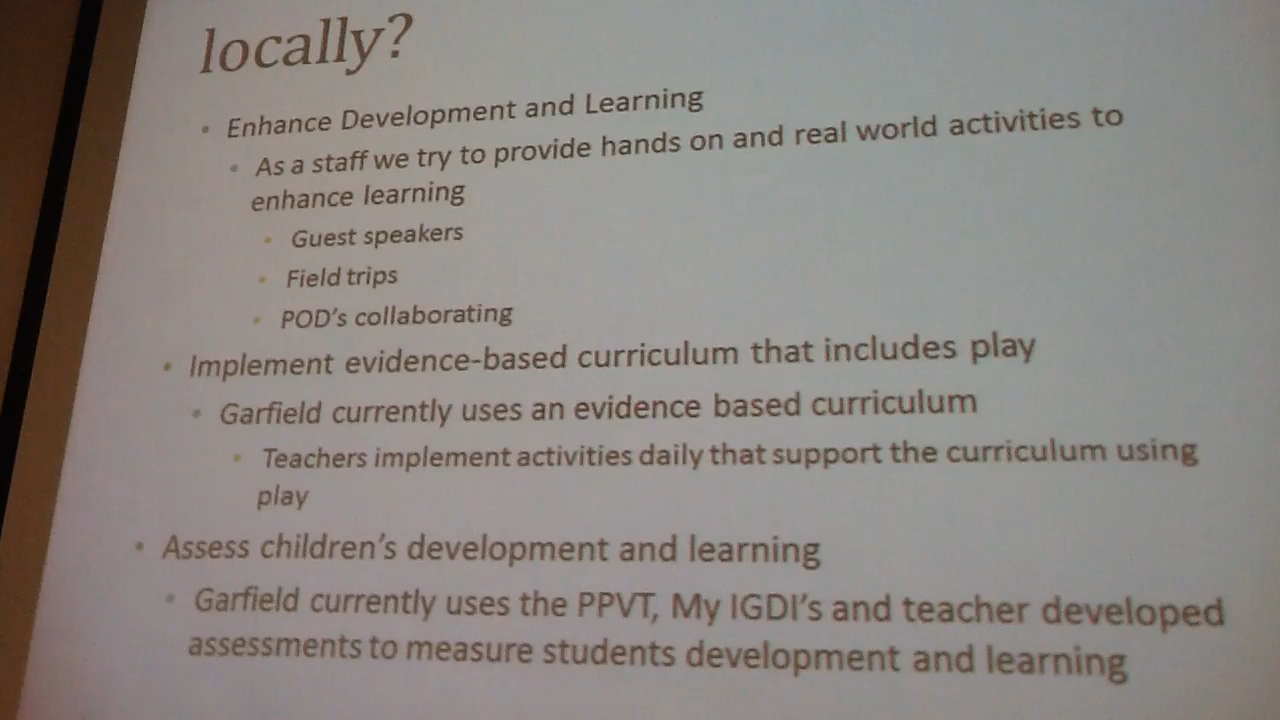 locally?
• Enhance Development and Learning
• As a staff we try to provide hands on and real world activities to
enhance learning
• Guest speakers
• Field trips
• POD's collaborating
• Implement evidence-based curriculum that includes play
• Garfield currently uses an evidence based curriculum
• Teachers implement activities daily that support the curriculum using
play
• Assess children's development and learning
• Garfield currently uses the PPVT, My IGDI's and teacher developed
assessments to measure students development and learning